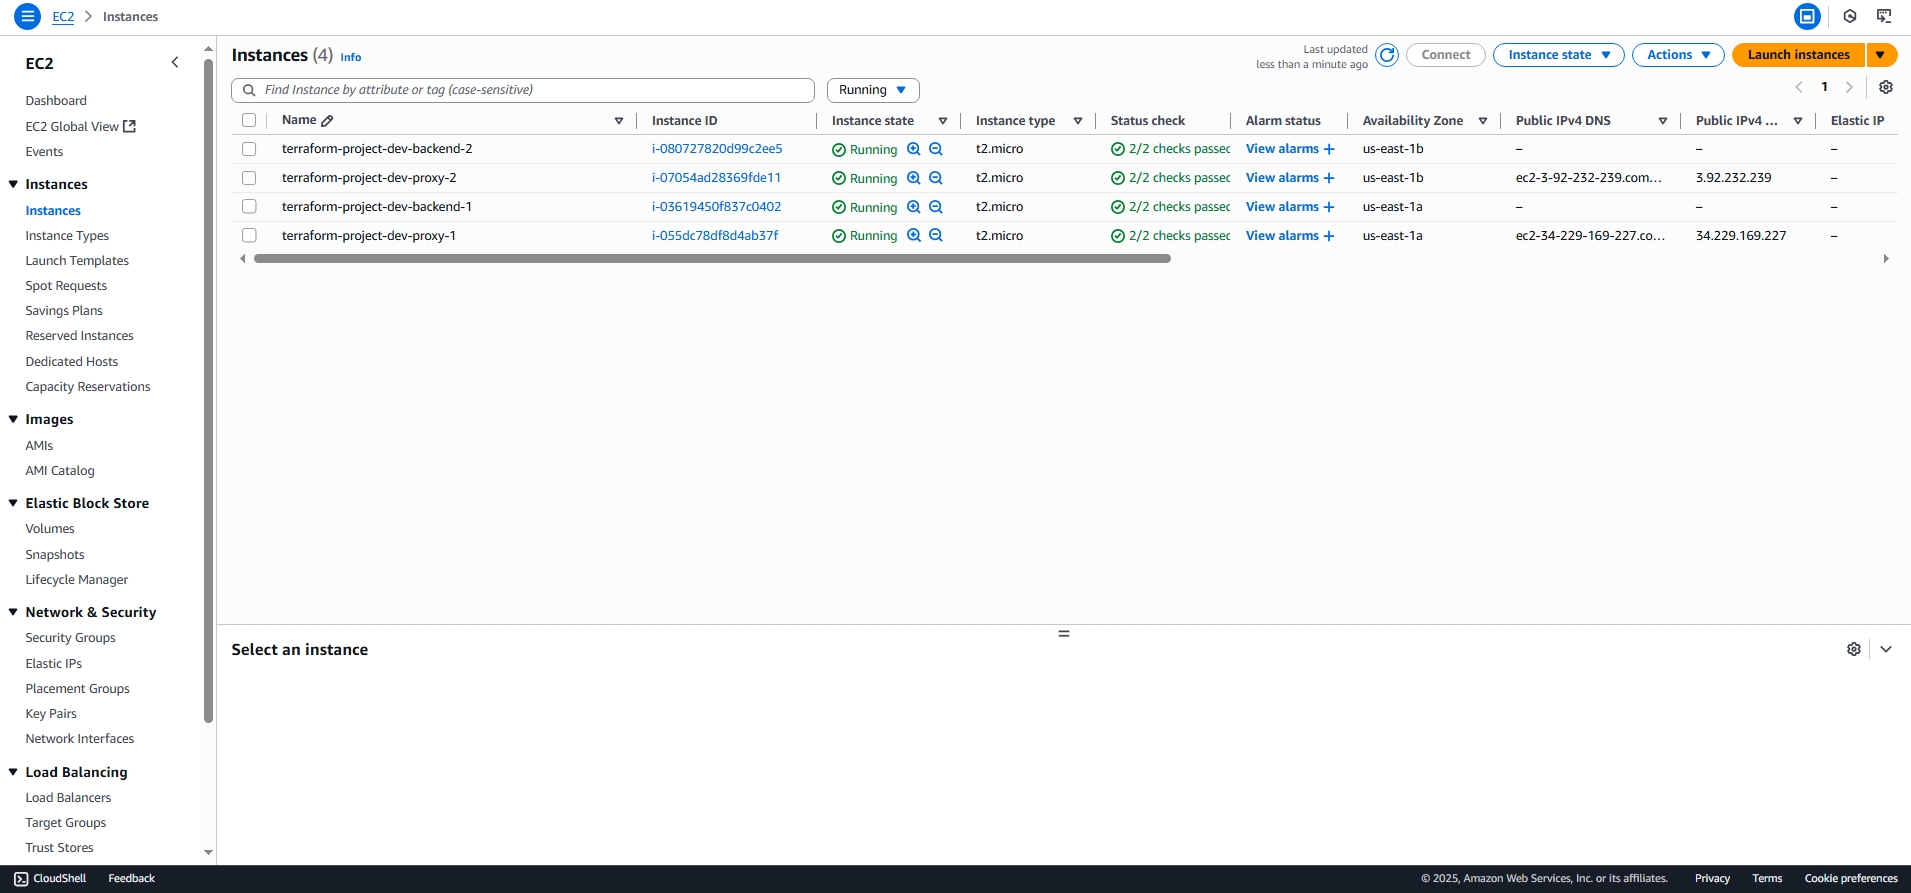 EC2 > Instances
EC2
Dashboard
EC2 Global View
Events
Instances
Instances
Instance Types
Launch Templates
Spot Requests
Savings Plans
Reserved Instances
Dedicated Hosts
Capacity Reservations
Images
AMIs
AMI Catalog
Elastic Block Store
Volumes
Snapshots
Lifecycle Manager
Network & Security
Security Groups
Elastic IPs
Placement Groups
Key Pairs
Network Interfaces
Load Balancing
Load Balancers
Target Groups
Trust Stores
Instances (4) Info
Last updated
less than a minute ago
Connect Instance state Actions Launch instances
Find Instance by attribute or tag (case-sensitive) Running 1
Name Instance ID Instance state Instance type Status check Alarm status Availability Zone Public IPv4 DNS Public IPv4 ... Elastic IP
terraform-project-dev-backend-2 i-080727820d99c2ee5 Running t2.micro 2/2 checks passed View alarms + us-east-1b – – –
terraform-project-dev-proxy-2 i-07054ad28369fde11 Running t2.micro 2/2 checks passed View alarms + us-east-1b ec2-3-92-232-239.com... 3.92.232.239 –
terraform-project-dev-backend-1 i-03619450f837c0402 Running t2.micro 2/2 checks passed View alarms + us-east-1a – – –
terraform-project-dev-proxy-1 i-055dc78df8d4ab37f Running t2.micro 2/2 checks passed View alarms + us-east-1a ec2-34-229-169-227.co... 34.229.169.227 –
Select an instance
CloudShell Feedback © 2025, Amazon Web Services, Inc. or its affiliates. Privacy Terms Cookie preferences